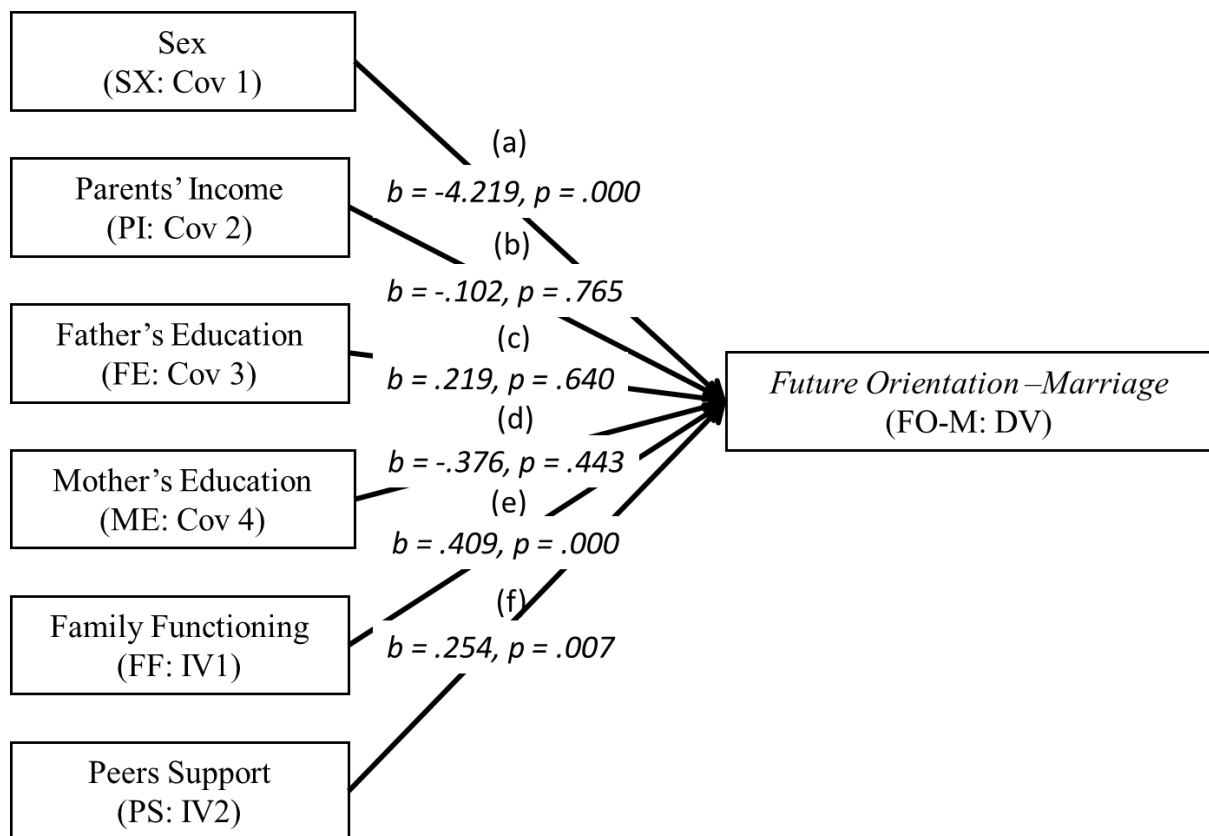 Sex
(SX: Cov 1)
(a)
b = -4.219, p = .000
Parents’ Income
(PI: Cov 2)
(b)
b = -.102, p = .765
Father’s Education
(FE: Cov 3)
(c)
b = .219, p = .640
Future Orientation –Marriage
(FO-M: DV)
(d)
b = -.376, p = .443
Mother’s Education
(ME: Cov 4)
(e)
b = .409, p = .000
Family Functioning
(FF: IV1)
(f)
b = .254, p = .007
Peers Support
(PS: IV2)